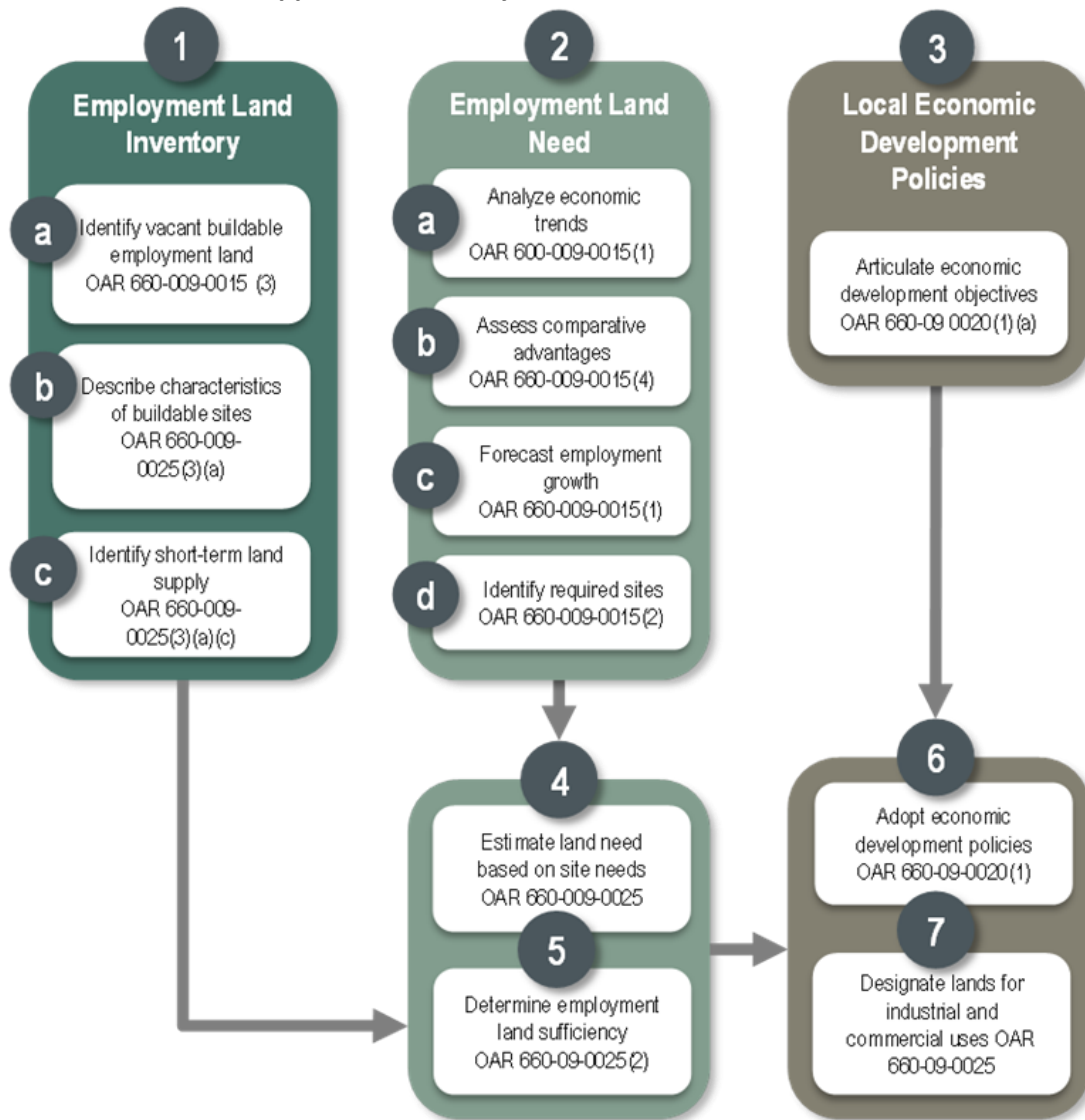 1
Employment Land
Inventory
a
Identify vacant buildable
employment land
OAR 660-009-0015 (3)
b
Describe characteristics
of buildable sites
OAR 660-009-
0025(3)(a)
c
Identify short-term land
supply
OAR 660-009-
0025(3)(a)(c)
2
Employment Land
Need
a
Analyze economic
trends
OAR 600-009-0015(1)
b
Assess comparative
advantages
OAR 660-009-0015(4)
c
Forecast employment
growth
OAR 660-009-0015(1)
d
Identify required sites
OAR 660-009-0015(2)
3
Local Economic
Development
Policies
Articulate economic
development objectives
OAR 660-09 0020(1)(a)
4
Estimate land need
based on site needs
OAR 660-009-0025
5
Determine employment
land sufficiency
OAR 660-09-0025(2)
6
Adopt economic
development policies
OAR 660-09-0020(1)
7
Designate lands for
industrial and
commercial uses OAR
660-09-0025